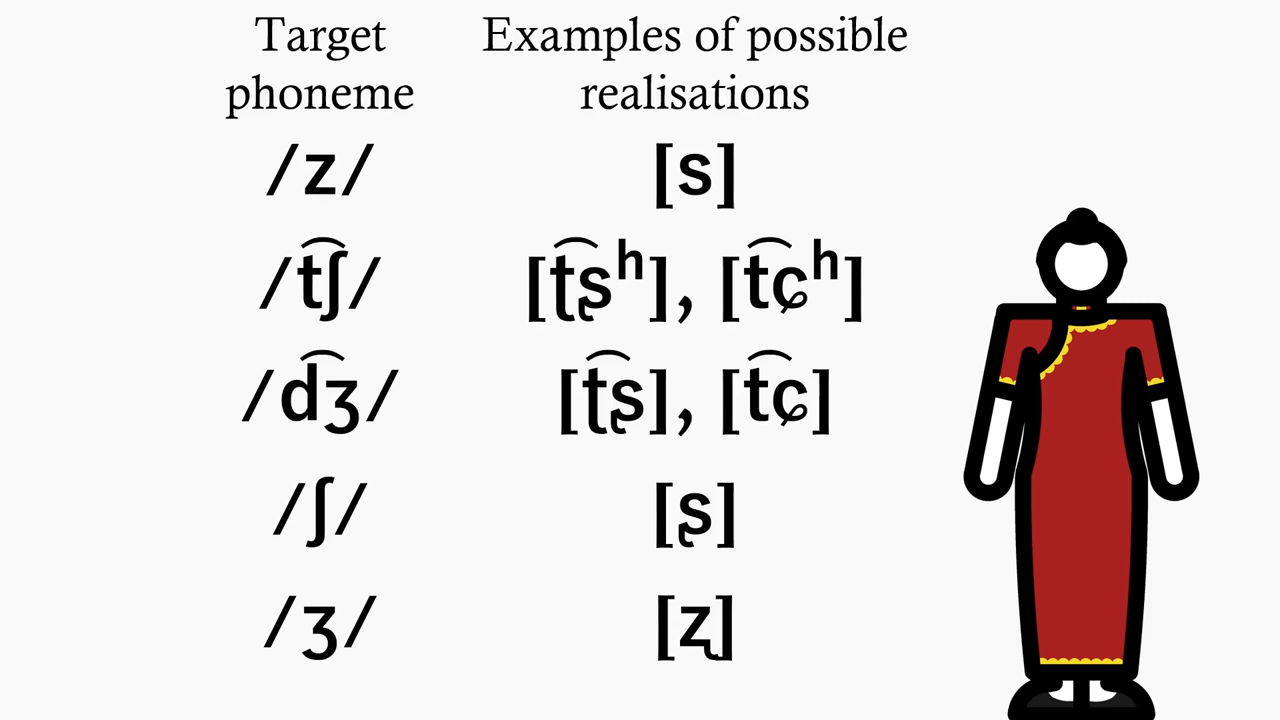 Target phoneme Examples of possible realisations
/z/ [s]
/t͡ʃ/ [ʈ͡ʂʰ], [t͡ɕʰ]
/d͡ʒ/ [ʈ͡ʂ], [t͡ɕ]
/ʃ/ [ʂ]
/ʒ/ [ʐ]